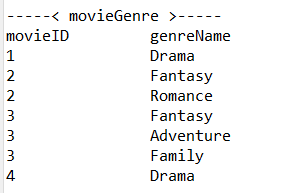 -----< movieGenre >-----
movieID genreName
1 Drama
2 Fantasy
2 Romance
3 Fantasy
3 Adventure
3 Family
4 Drama